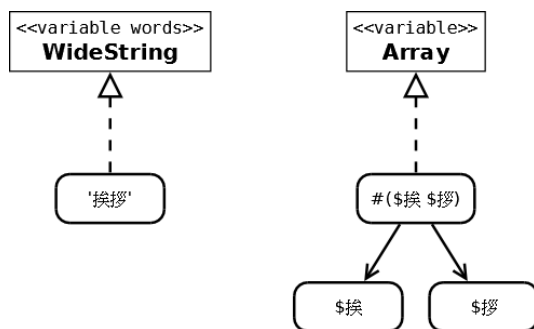 <<variable words>>
WideString
<<variable>>
Array
'挨拶'
#($挨 $拶)
$挨
$拶